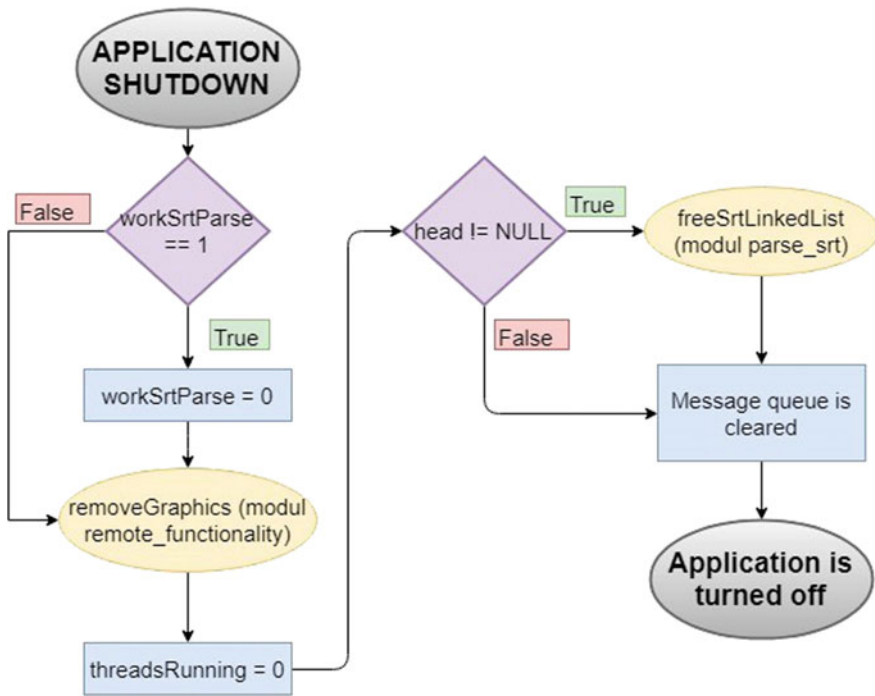 APPLICATION
SHUTDOWN
False
workSrtParse
== 1
True
workSrtParse = 0
removeGraphics (modul
remote_functionality)
threadsRunning = 0
head != NULL
True
False
freeSrtLinkedList
(modul parse_srt)
Message queue is
cleared
Application is
turned off